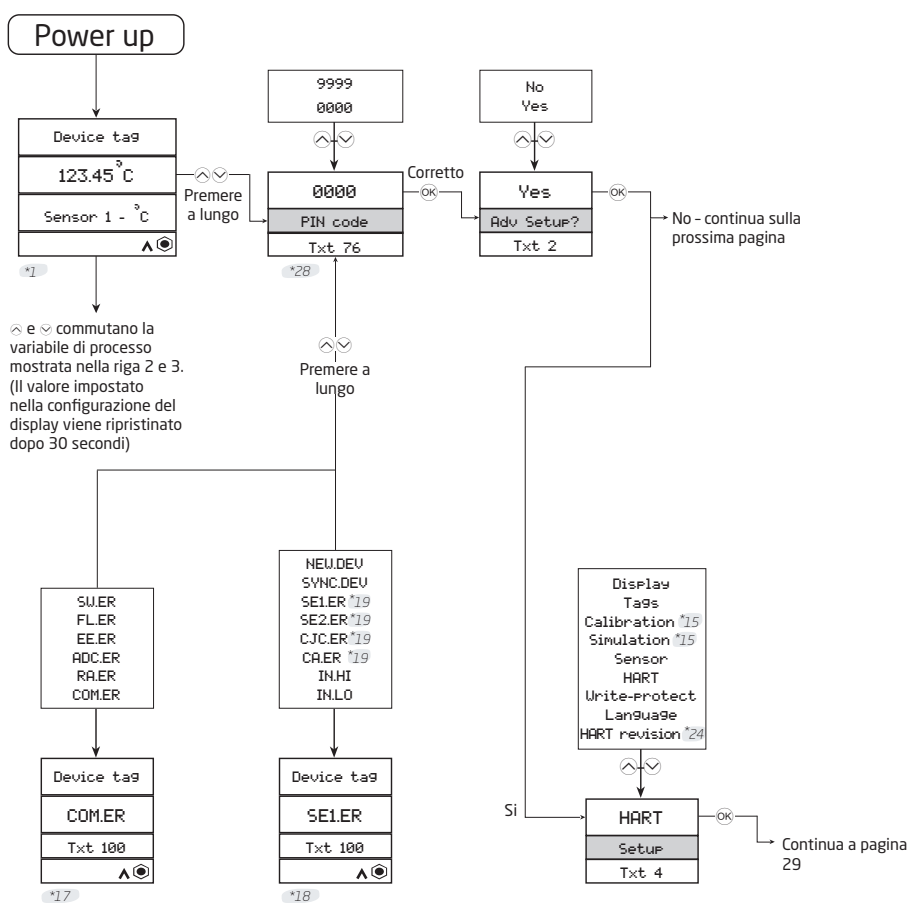 Power up
Device tag
123.45 °C
Sensor 1 - °C
*1
Premere
a lungo
9999
0000
0000
PIN code
Txt 76
*28
Corretto
OK
No
Yes
Yes
Adv Setup?
Txt 2
OK
No - continua sulla
prossima pagina
e commutano la
variabile di processo
mostrata nella riga 2 e 3.
(Il valore impostato
nella configurazione del
display viene ripristinato
dopo 30 secondi)
Premere a
lungo
SW.ER
FL.ER
EE.ER
ADC.ER
RA.ER
COM.ER
Device tag
COM.ER
Txt 100
*17
NEW.DEV
SYNC.DEV
SE1.ER *19
SE2.ER *19
CJC.ER *19
CA.ER *19
IN.HI
IN.LO
Device tag
SE1.ER
Txt 100
*18
Display
Tags
Calibration *15
Simulation *15
Sensor
HART
Write-protect
Language
HART revision *24
Si
HART
Setup
Txt 4
OK
Continua a pagina
29